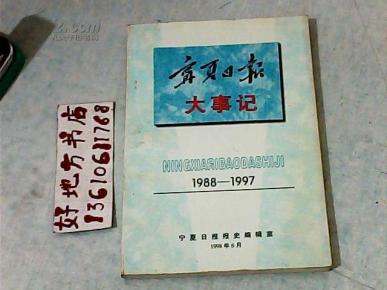 宁夏日报
大事记
NINGXIARIBAODASHIJI
1988—1997
宁夏日报报史编辑室
1998年6月
好地方书店
13610681768